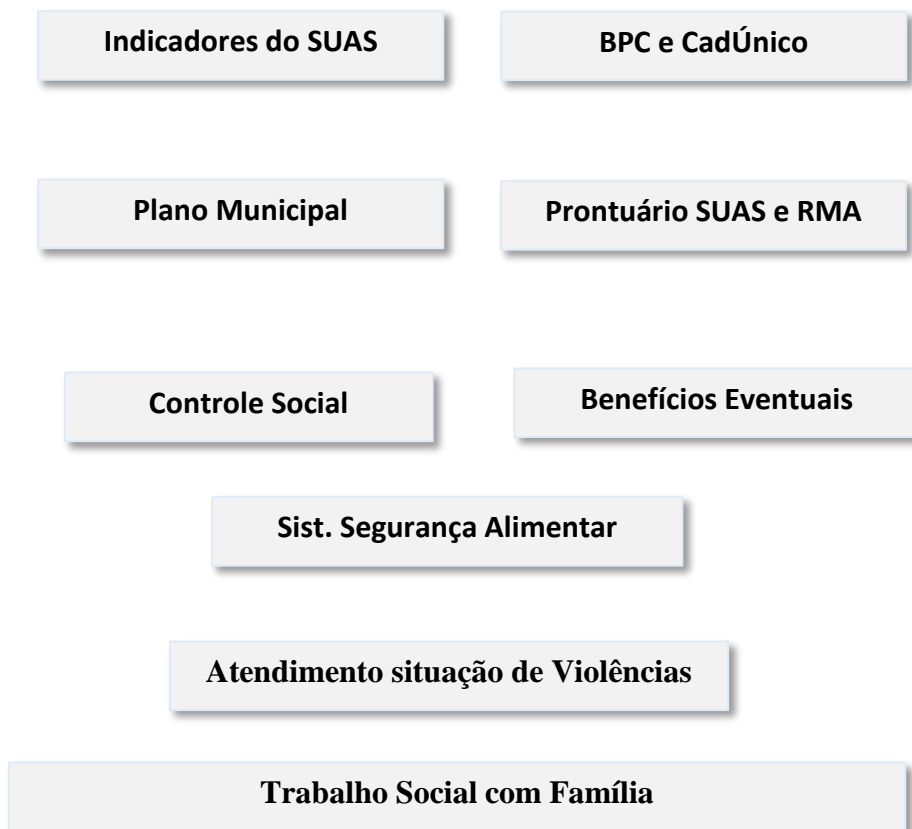 Indicadores do SUAS
BPC e CadÚnico
Plano Municipal
Prontuário SUAS e RMA
Controle Social
Benefícios Eventuais
Sist. Segurança Alimentar
Atendimento situação de Violências
Trabalho Social com Família